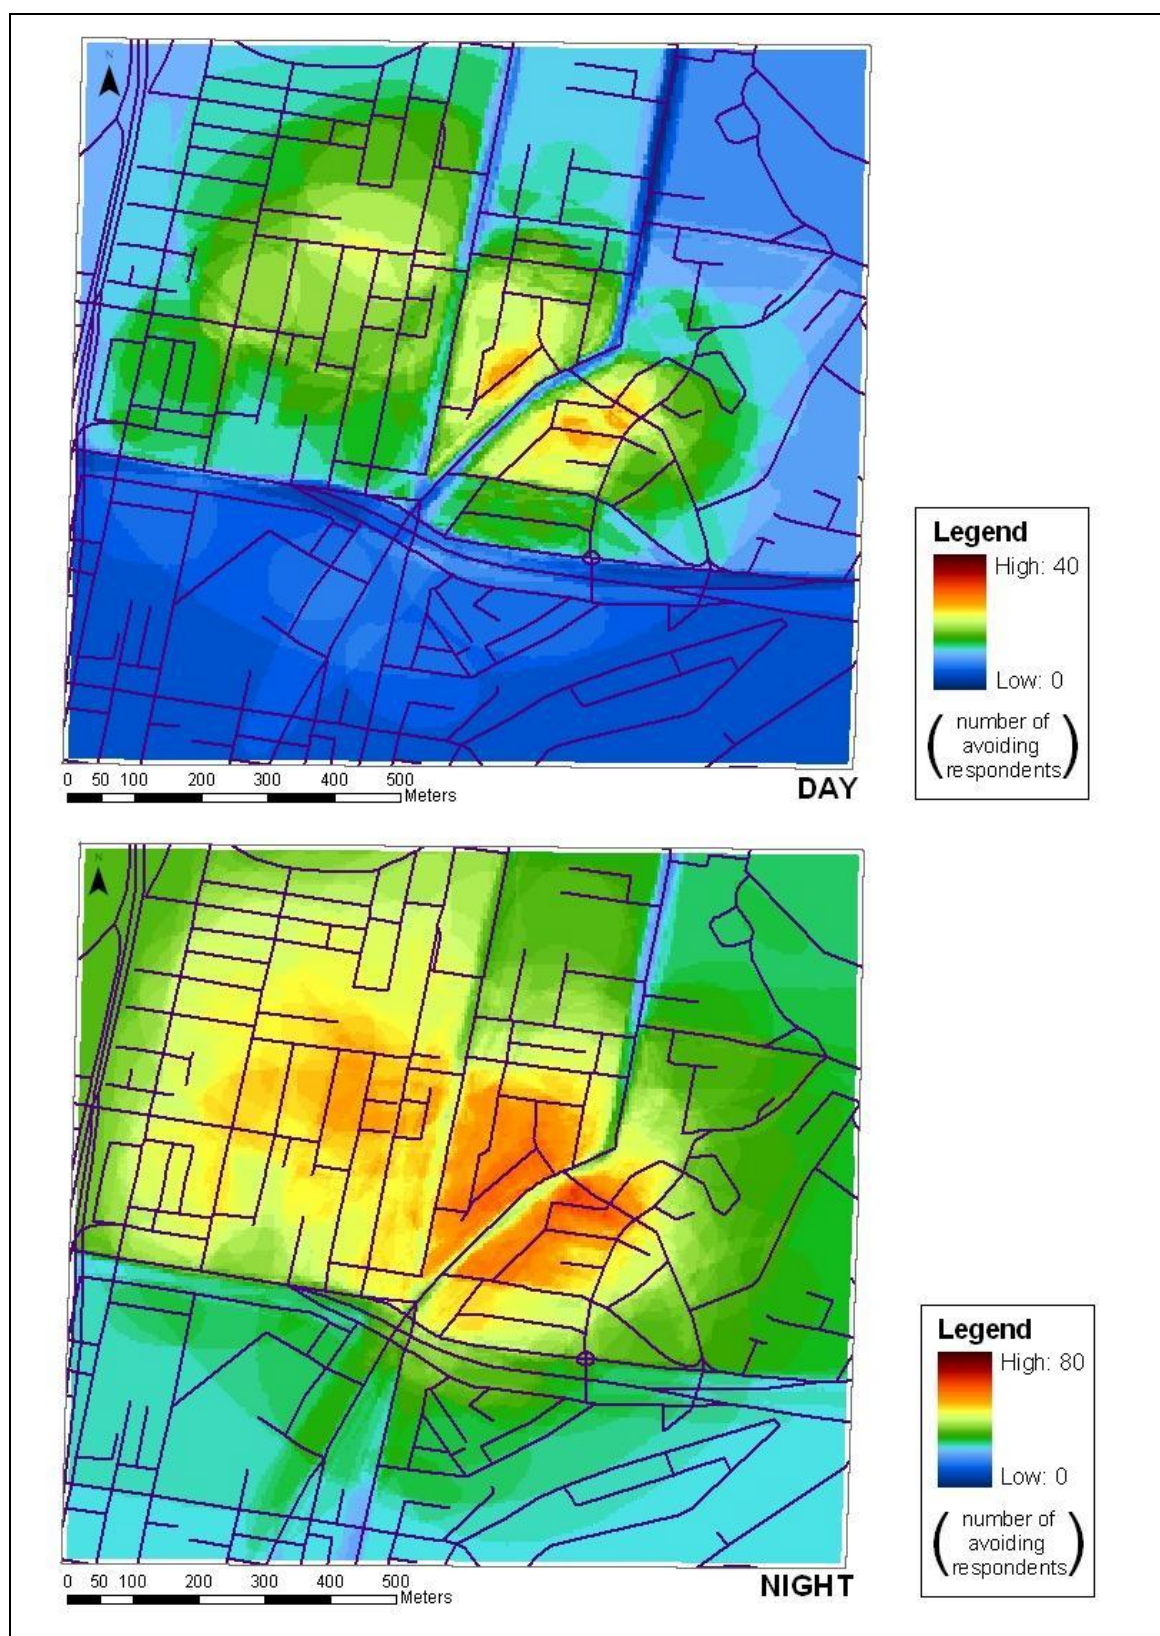 N
Legend
High: 40
Low: 0
(number of
avoiding
respondents)
0 50 100 200 300 400 500
Meters
DAY
N
Legend
High: 80
Low: 0
(number of
avoiding
respondents)
0 50 100 200 300 400 500
Meters
NIGHT